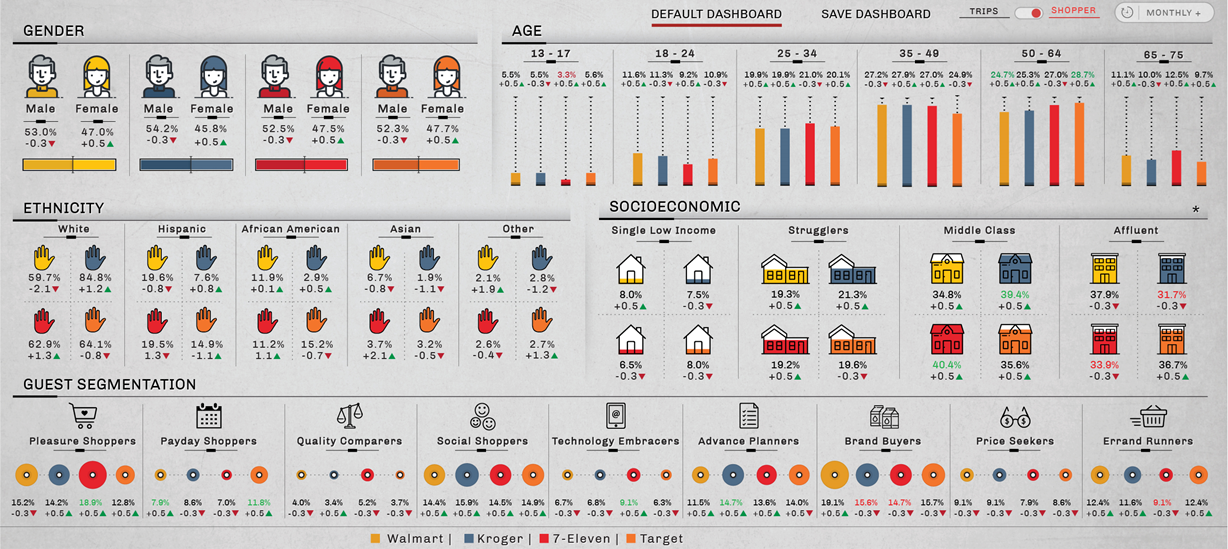 DEFAULT DASHBOARD SAVE DASHBOARD TRIPS SHOPPER MONTHLY +
GENDER
Male Female Male Female Male Female Male Female
53.0% 47.0% 54.2% 45.8% 52.5% 47.5% 52.3% 47.7%
-0.3▼ +0.5▲ -0.3▼ +0.5▲ -0.3▼ +0.5▲ -0.3▼ +0.5▲
AGE
13 - 17 18 - 24 25 - 34 35 - 49 50 - 64 65 - 75
5.5% 5.5% 3.3% 5.6% 11.6% 11.3% 9.2% 10.9% 19.9% 19.9% 21.0% 20.1% 27.2% 27.9% 27.0% 24.9% 24.7% 25.3% 27.0% 28.7% 11.1% 10.0% 12.5% 9.7%
+0.5▲ -0.3▼ +0.5▲ +0.5▲ +0.5▲ -0.3▼ +0.5▲ -0.3▼ +0.5▲ -0.3▼ +0.5▲ +0.5▲ +0.5▲ -0.3▼ +0.5▲ -0.3▼ +0.5▲ +0.5▲ -0.3▼ +0.5▲ +0.5▲ -0.3▼ +0.5▲ -0.3▼
ETHNICITY
White Hispanic African American Asian Other
59.7% 84.8% 19.6% 7.6% 11.9% 2.9% 6.7% 1.9% 2.1% 2.8%
-2.1▼ +1.2▲ -0.8▼ +0.8▲ +0.1▲ +0.5▲ -0.8▼ -1.1▼ +1.9▲ -1.2▼
62.9% 64.1% 19.5% 14.9% 11.2% 15.2% 3.7% 3.2% 2.6% 2.7%
+1.3▲ -0.8▼ 1.3▼ -1.1▲ 1.1▲ -0.7▼ +2.1▲ -0.5▼ -0.4▼ +1.3▲
SOCIOECONOMIC *
Single Low Income Strugglers Middle Class Affluent
8.0% 7.5% 19.3% 21.3% 34.8% 39.4% 37.9% 31.7%
+0.5▲ -0.3▼ +0.5▲ +0.5▲ +0.5▲ +0.5▲ -0.3▼ -0.3▼
6.5% 8.0% 19.2% 19.6% 40.4% 35.6% 33.9% 36.7%
-0.3▼ -0.3▼ +0.5▲ -0.3▼ +0.5▲ +0.5▲ -0.3▼ +0.5▲
GUEST SEGMENTATION
Pleasure Shoppers Payday Shoppers Quality Comparers Social Shoppers Technology Embracers Advance Planners Brand Buyers Price Seekers Errand Runners
15.2% 14.2% 18.9% 12.8% 7.9% 8.6% 7.0% 11.8% 4.0% 3.4% 5.2% 3.7% 14.4% 15.9% 14.5% 14.9% 6.7% 6.8% 9.1% 6.3% 11.5% 14.7% 13.6% 14.0% 19.1% 15.6% 14.7% 15.7% 9.1% 9.1% 7.9% 8.6% 12.4% 11.6% 9.1% 12.4%
-0.3▼ +0.5▲ +0.5▲ -0.3▼ +0.5▲ -0.3▼ -0.3▼ +0.5▲ -0.3▼ -0.3▼ +0.5▲ -0.3▼ +0.5▲ +0.5▲ +0.5▲ +0.5▲ -0.3▼ -0.3▼ +0.5▲ -0.3▼ +0.5▲ +0.5▲ +0.5▲ -0.3▼ -0.3▼ -0.3▼ -0.3▼ -0.3▼ -0.3▼ -0.3▼ -0.3▼ -0.3▼ +0.5▲ +0.5▲ -0.3▼ +0.5▲
Walmart | Kroger | 7-Eleven | Target